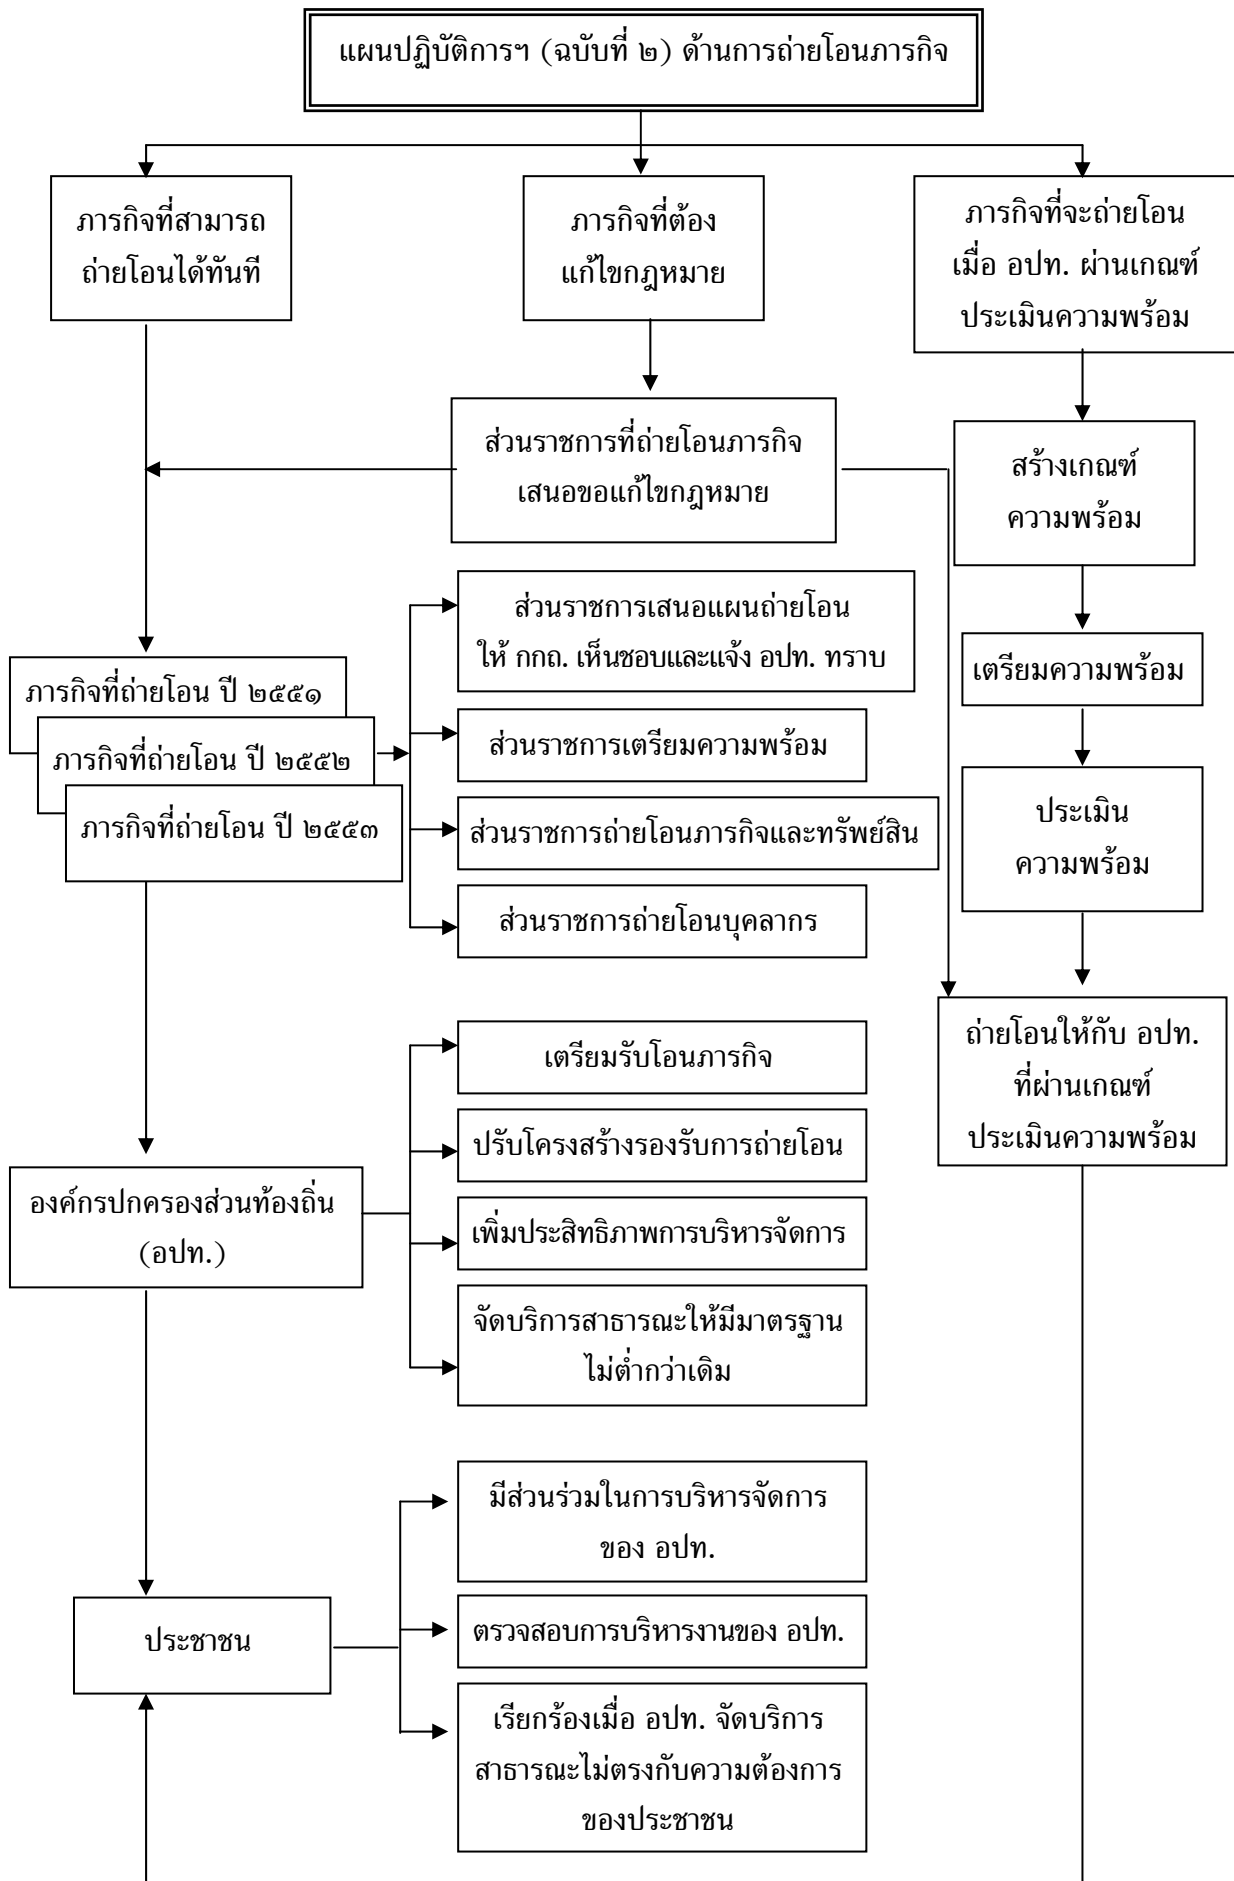 แผนปฏิบัติการฯ (ฉบับที่ ๒) ด้านการถ่ายโอนภารกิจ
ภารกิจที่สามารถ
ถ่ายโอนได้ทันที
ภารกิจที่ต้อง
แก้ไขกฎหมาย
ภารกิจที่จะถ่ายโอน
เมื่อ อปท. ผ่านเกณฑ์
ประเมินความพร้อม
ส่วนราชการที่ถ่ายโอนภารกิจ
เสนอขอแก้ไขกฎหมาย
สร้างเกณฑ์
ความพร้อม
ส่วนราชการเสนอแผนถ่ายโอน
ให้ กกถ. เห็นชอบและแจ้ง อปท. ทราบ
เตรียมความพร้อม
ภารกิจที่ถ่ายโอน ปี ๒๕๕๑
ภารกิจที่ถ่ายโอน ปี ๒๕๕๒
ภารกิจที่ถ่ายโอน ปี ๒๕๕๓
ส่วนราชการเตรียมความพร้อม
ส่วนราชการถ่ายโอนภารกิจและทรัพย์สิน
ส่วนราชการถ่ายโอนบุคลากร
ประเมิน
ความพร้อม
ถ่ายโอนให้กับ อปท.
ที่ผ่านเกณฑ์
ประเมินความพร้อม
เตรียมรับโอนภารกิจ
ปรับโครงสร้างรองรับการถ่ายโอน
องค์กรปกครองส่วนท้องถิ่น
(อปท.)
เพิ่มประสิทธิภาพการบริหารจัดการ
จัดบริการสาธารณะให้มีมาตรฐาน
ไม่ต่ำกว่าเดิม
มีส่วนร่วมในการบริหารจัดการ
ของ อปท.
ประชาชน
ตรวจสอบการบริหารงานของ อปท.
เรียกร้องเมื่อ อปท. จัดบริการ
สาธารณะไม่ตรงกับความต้องการ
ของประชาชน